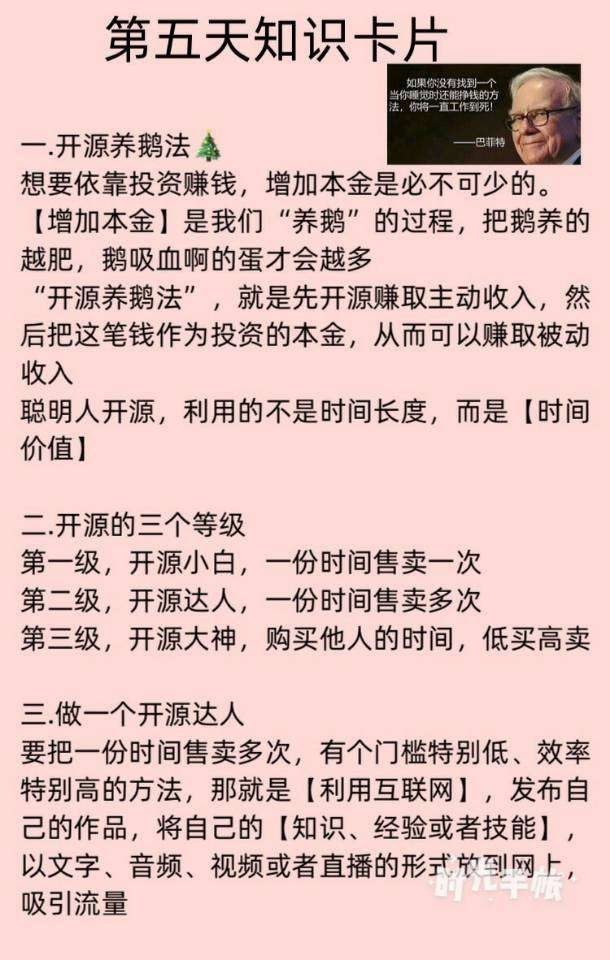 第五天知识卡片
如果你没有找到一个
当你睡觉时还能挣钱的方
法，你将一直工作到死！
——巴菲特
一.开源养鹅法🎄
想要依靠投资赚钱，增加本金是必不可少的。
【增加本金】是我们“养鹅”的过程，把鹅养的
越肥，鹅吸血啊的蛋才会越多
“开源养鹅法”，就是先开源赚取主动收入，然
后把这笔钱作为投资的本金，从而可以赚取被动
收入
聪明人开源，利用的不是时间长度，而是【时间
价值】
二.开源的三个等级
第一级，开源小白，一份时间售卖一次
第二级，开源达人，一份时间售卖多次
第三级，开源大神，购买他人的时间，低买高卖
三.做一个开源达人
要把一份时间售卖多次，有个门槛特别低、效率
特别高的方法，那就是【利用互联网】，发布自
己的作品，将自己的【知识、经验或者技能】，
以文字、音频、视频或者直播的形式放到网上，
吸引流量
时光手帐